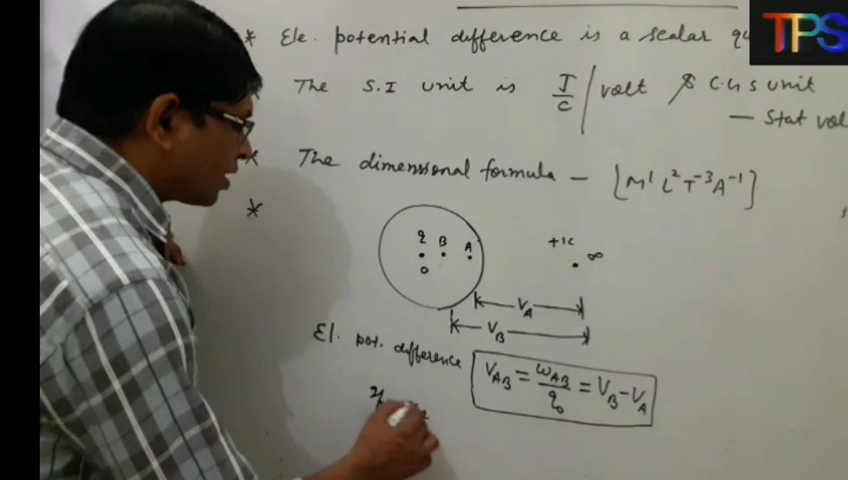 TPS
* Ele. potential difference is a scalar
The S.I unit is J/C / volt & C.G.S unit
— Stat vol
* The dimensional formula — [M¹ L² T⁻³ A⁻¹]
*
q B A +1C ∞
O
V_A
V_B
El. pot. difference V_AB = W_AB/q₀ = V_B - V_A